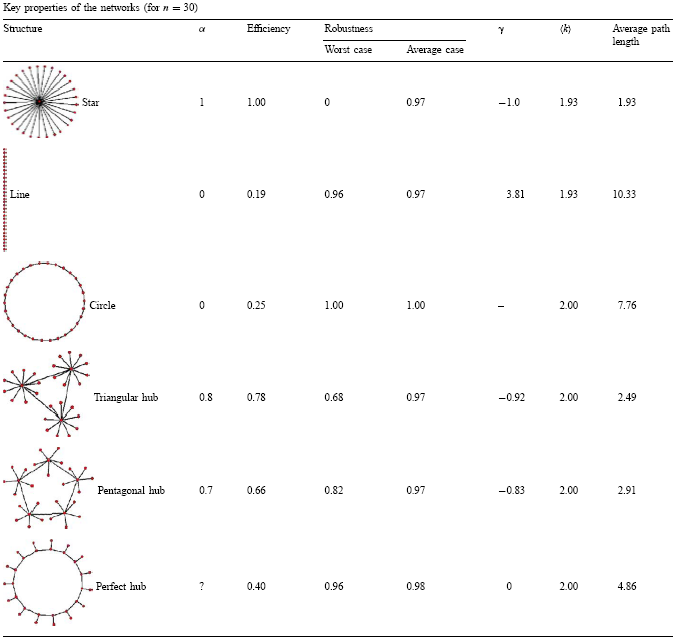 Key properties of the networks (for n = 30)
Structure α Efficiency Robustness γ ⟨k⟩ Average path length
Worst case Average case
Star 1 1.00 0 0.97 −1.0 1.93 1.93
Line 0 0.19 0.96 0.97 3.81 1.93 10.33
Circle 0 0.25 1.00 1.00 – 2.00 7.76
Triangular hub 0.8 0.78 0.68 0.97 −0.92 2.00 2.49
Pentagonal hub 0.7 0.66 0.82 0.97 −0.83 2.00 2.91
Perfect hub ? 0.40 0.96 0.98 0 2.00 4.86